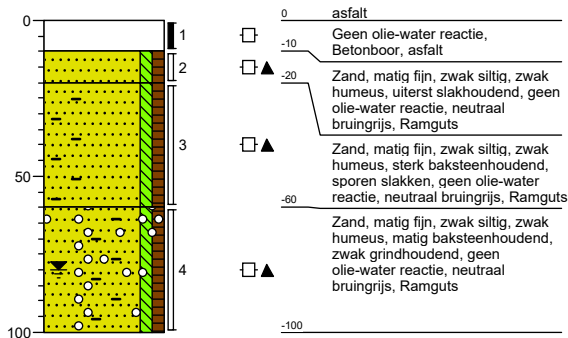 0
50
100
1
2
3
4
0
asfalt
-10
Geen olie-water reactie,
Betonboor, asfalt
-20
Zand, matig fijn, zwak siltig, zwak
humeus, uiterst slakhoudend, geen
olie-water reactie, neutraal
bruingrijs, Ramguts
-60
Zand, matig fijn, zwak siltig, zwak
humeus, sterk baksteenhoudend,
sporen slakken, geen olie-water
reactie, neutraal bruingrijs, Ramguts
Zand, matig fijn, zwak siltig, zwak
humeus, matig baksteenhoudend,
zwak grindhoudend, geen
olie-water reactie, neutraal
bruingrijs, Ramguts
-100